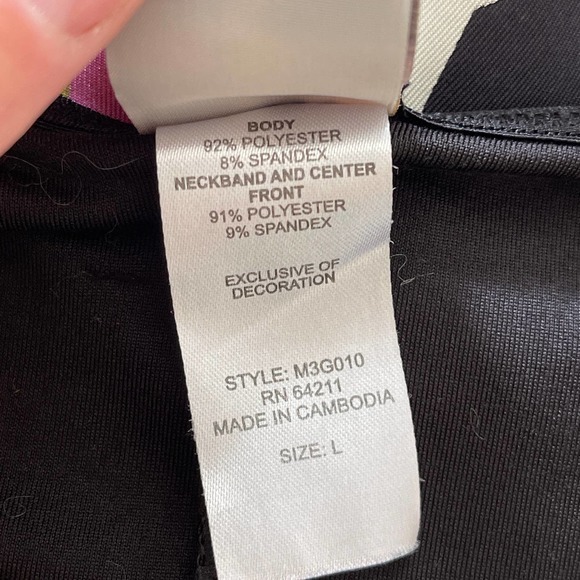 BODY
92% POLYESTER
8% SPANDEX
NECKBAND AND CENTER
FRONT
91% POLYESTER
9% SPANDEX
EXCLUSIVE OF
DECORATION
STYLE: M3G010
RN 64211
MADE IN CAMBODIA
SIZE: L